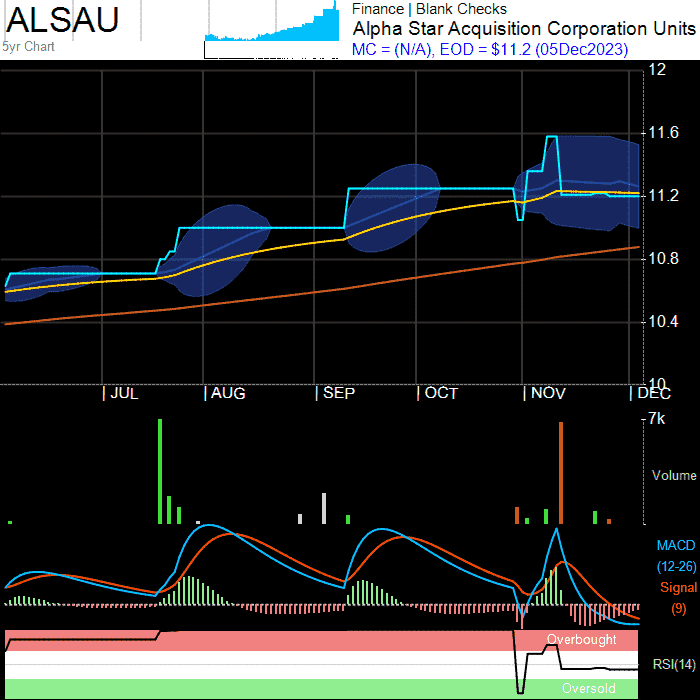 ALSAU
5yr Chart
Finance | Blank Checks
Alpha Star Acquisition Corporation Units
MC = (N/A), EOD = $11.2 (05Dec2023)
12
11.6
11.2
10.8
10.4
10
| JUL | AUG | SEP | OCT | NOV | DEC
7k
Volume
MACD
(12-26)
Signal
(9)
Overbought
RSI(14)
Oversold